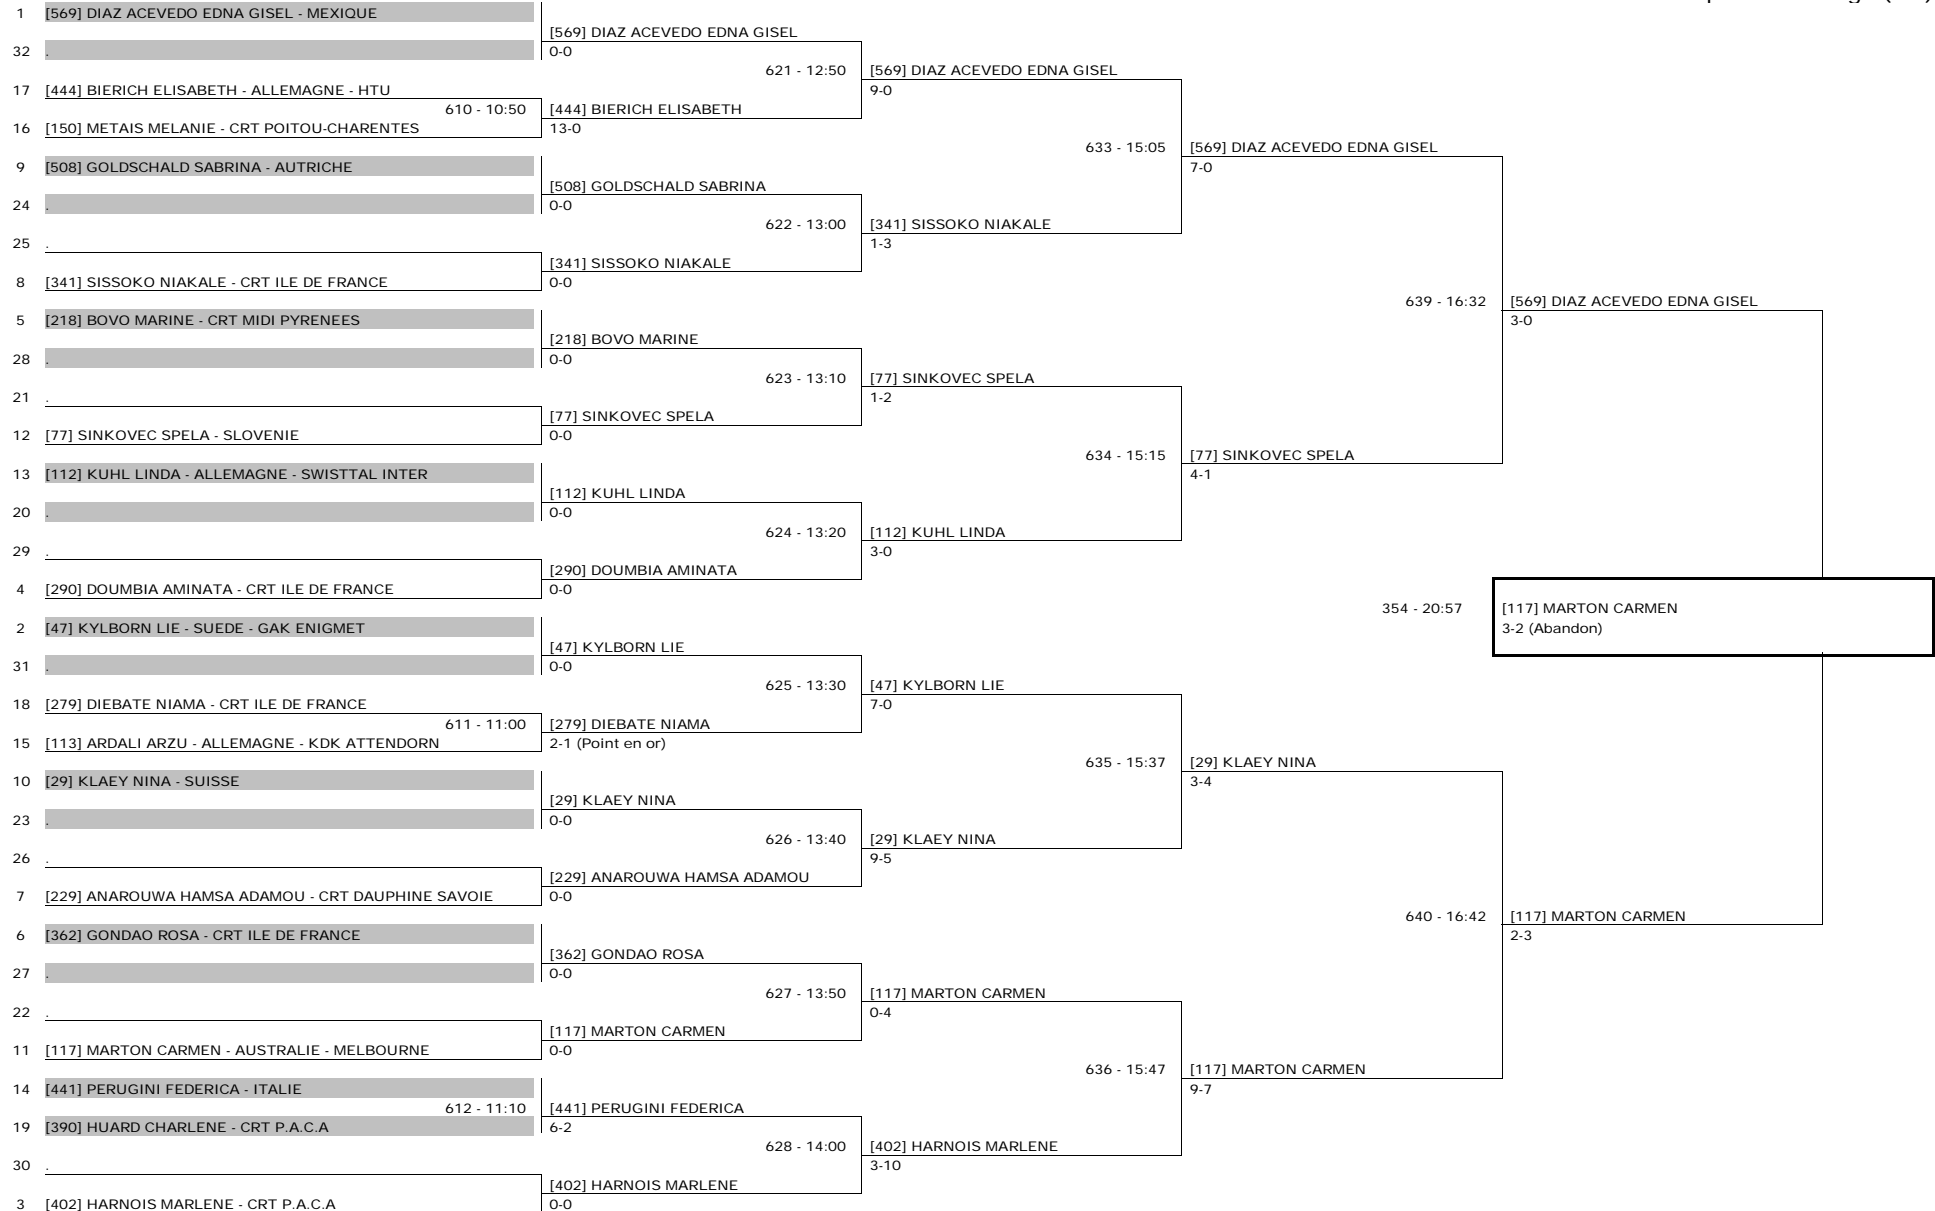 1 [569] DIAZ ACEVEDO EDNA GISEL - MEXIQUE
[569] DIAZ ACEVEDO EDNA GISEL
32 .
0-0
621 - 12:50
[569] DIAZ ACEVEDO EDNA GISEL
17 [444] BIERICH ELISABETH - ALLEMAGNE - HTU
9-0
610 - 10:50
[444] BIERICH ELISABETH
16 [150] METAIS MELANIE - CRT POITOU-CHARENTES
13-0
633 - 15:05
[569] DIAZ ACEVEDO EDNA GISEL
9 [508] GOLDSCHALD SABRINA - AUTRICHE
7-0
[508] GOLDSCHALD SABRINA
24 .
0-0
622 - 13:00
[341] SISSOKO NIAKALE
25 .
1-3
[341] SISSOKO NIAKALE
8 [341] SISSOKO NIAKALE - CRT ILE DE FRANCE
0-0
639 - 16:32
[569] DIAZ ACEVEDO EDNA GISEL
5 [218] BOVO MARINE - CRT MIDI PYRENEES
3-0
[218] BOVO MARINE
28 .
0-0
623 - 13:10
[77] SINKOVEC SPELA
21 .
1-2
[77] SINKOVEC SPELA
12 [77] SINKOVEC SPELA - SLOVENIE
0-0
634 - 15:15
[77] SINKOVEC SPELA
13 [112] KUHL LINDA - ALLEMAGNE - SWISTTAL INTER
4-1
[112] KUHL LINDA
20 .
0-0
624 - 13:20
[112] KUHL LINDA
29 .
3-0
[290] DOUMBIA AMINATA
4 [290] DOUMBIA AMINATA - CRT ILE DE FRANCE
0-0
354 - 20:57
[117] MARTON CARMEN
3-2 (Abandon)
2 [47] KYLBORN LIE - SUEDE - GAK ENIGMET
[47] KYLBORN LIE
31 .
0-0
625 - 13:30
[47] KYLBORN LIE
18 [279] DIEBATE NIAMA - CRT ILE DE FRANCE
7-0
611 - 11:00
[279] DIEBATE NIAMA
15 [113] ARDALI ARZU - ALLEMAGNE - KDK ATTENDORN
2-1 (Point en or)
635 - 15:37
[29] KLAEY NINA
10 [29] KLAEY NINA - SUISSE
3-4
[29] KLAEY NINA
23 .
0-0
626 - 13:40
[29] KLAEY NINA
26 .
9-5
[229] ANAROUWA HAMSA ADAMOU
7 [229] ANAROUWA HAMSA ADAMOU - CRT DAUPHINE SAVOIE
0-0
640 - 16:42
[117] MARTON CARMEN
6 [362] GONDAO ROSA - CRT ILE DE FRANCE
2-3
[362] GONDAO ROSA
27 .
0-0
627 - 13:50
[117] MARTON CARMEN
22 .
0-4
[117] MARTON CARMEN
11 [117] MARTON CARMEN - AUSTRALIE - MELBOURNE
0-0
636 - 15:47
[117] MARTON CARMEN
14 [441] PERUGINI FEDERICA - ITALIE
9-7
612 - 11:10
[441] PERUGINI FEDERICA
19 [390] HUARD CHARLENE - CRT P.A.C.A
6-2
628 - 14:00
[402] HARNOIS MARLENE
30 .
3-10
[402] HARNOIS MARLENE
3 [402] HARNOIS MARLENE - CRT P.A.C.A
0-0